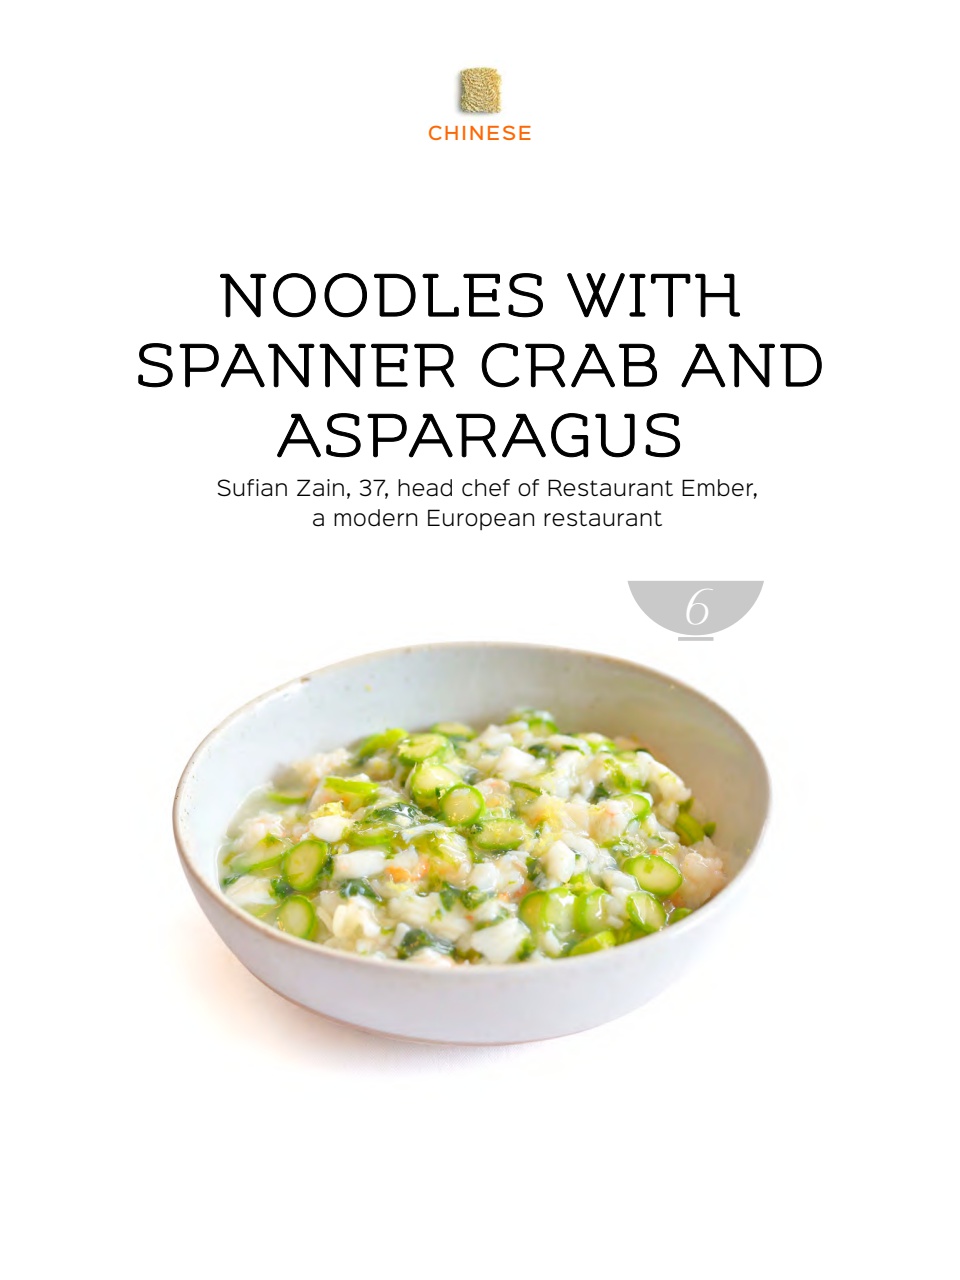 CHINESE
NOODLES WITH
SPANNER CRAB AND
ASPARAGUS
Sufian Zain, 37, head chef of Restaurant Ember,
a modern European restaurant
6